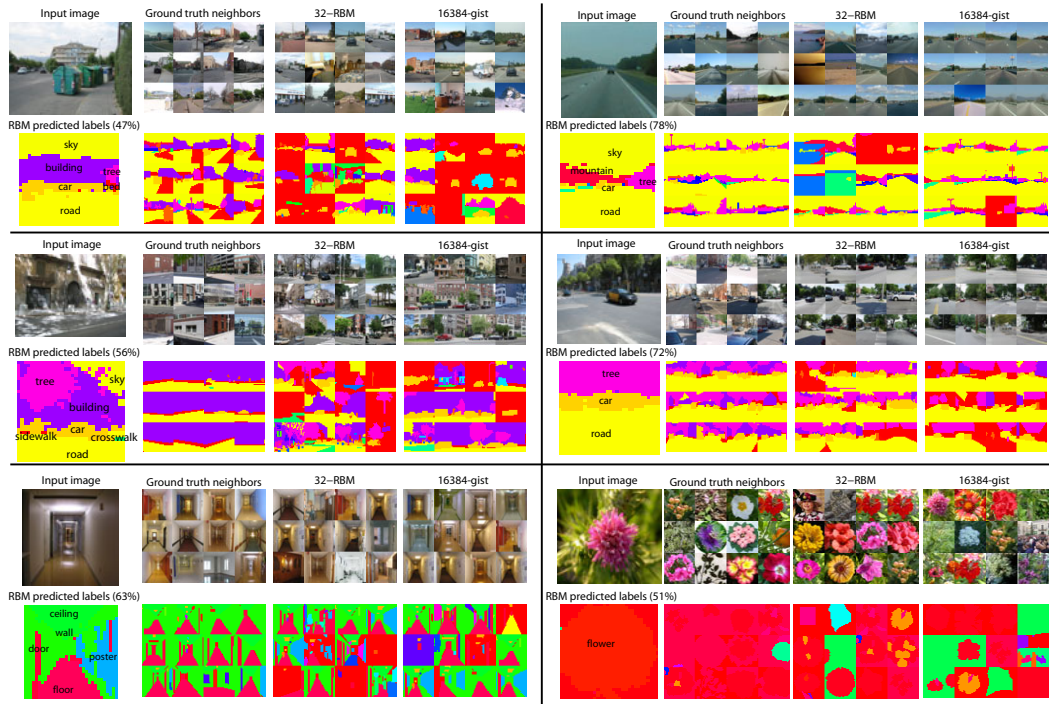 Input image Ground truth neighbors 32−RBM 16384-gist
RBM predicted labels (47%)
sky
building
tree
car
road
Input image Ground truth neighbors 32−RBM 16384-gist
RBM predicted labels (78%)
sky
mountain
tree
car
road
Input image Ground truth neighbors 32−RBM 16384-gist
RBM predicted labels (56%)
tree
sky
building
car
sidewalk
crosswalk
road
Input image Ground truth neighbors 32−RBM 16384-gist
RBM predicted labels (72%)
tree
car
road
Input image Ground truth neighbors 32−RBM 16384-gist
RBM predicted labels (63%)
ceiling
wall
door
poster
floor
Input image Ground truth neighbors 32−RBM 16384-gist
RBM predicted labels (51%)
flower